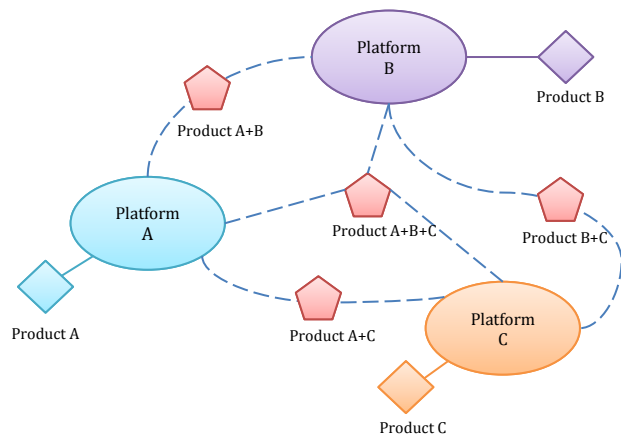 Platform
B
Product B
Product A+B
Platform
A
Product A+B+C
Product B+C
Product A
Product A+C
Platform
C
Product C